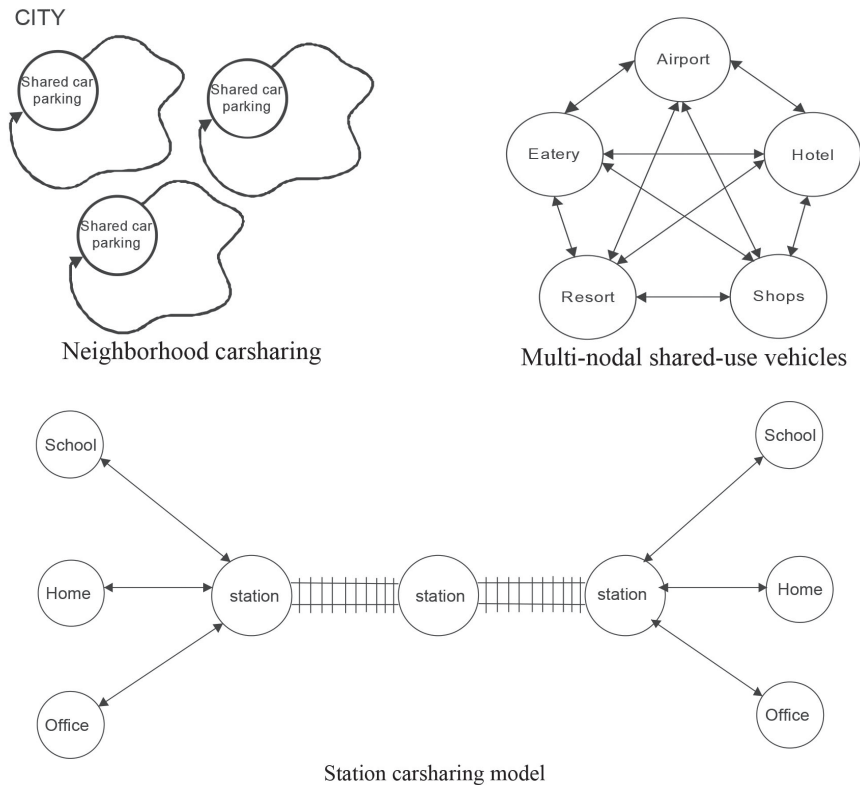 CITY
Shared car
parking
Shared car
parking
Shared car
parking
Neighborhood carsharing
Airport
Eatery
Hotel
Resort
Shops
Multi-nodal shared-use vehicles
School
School
Home
station
station
station
Home
Office
Office
Station carsharing model